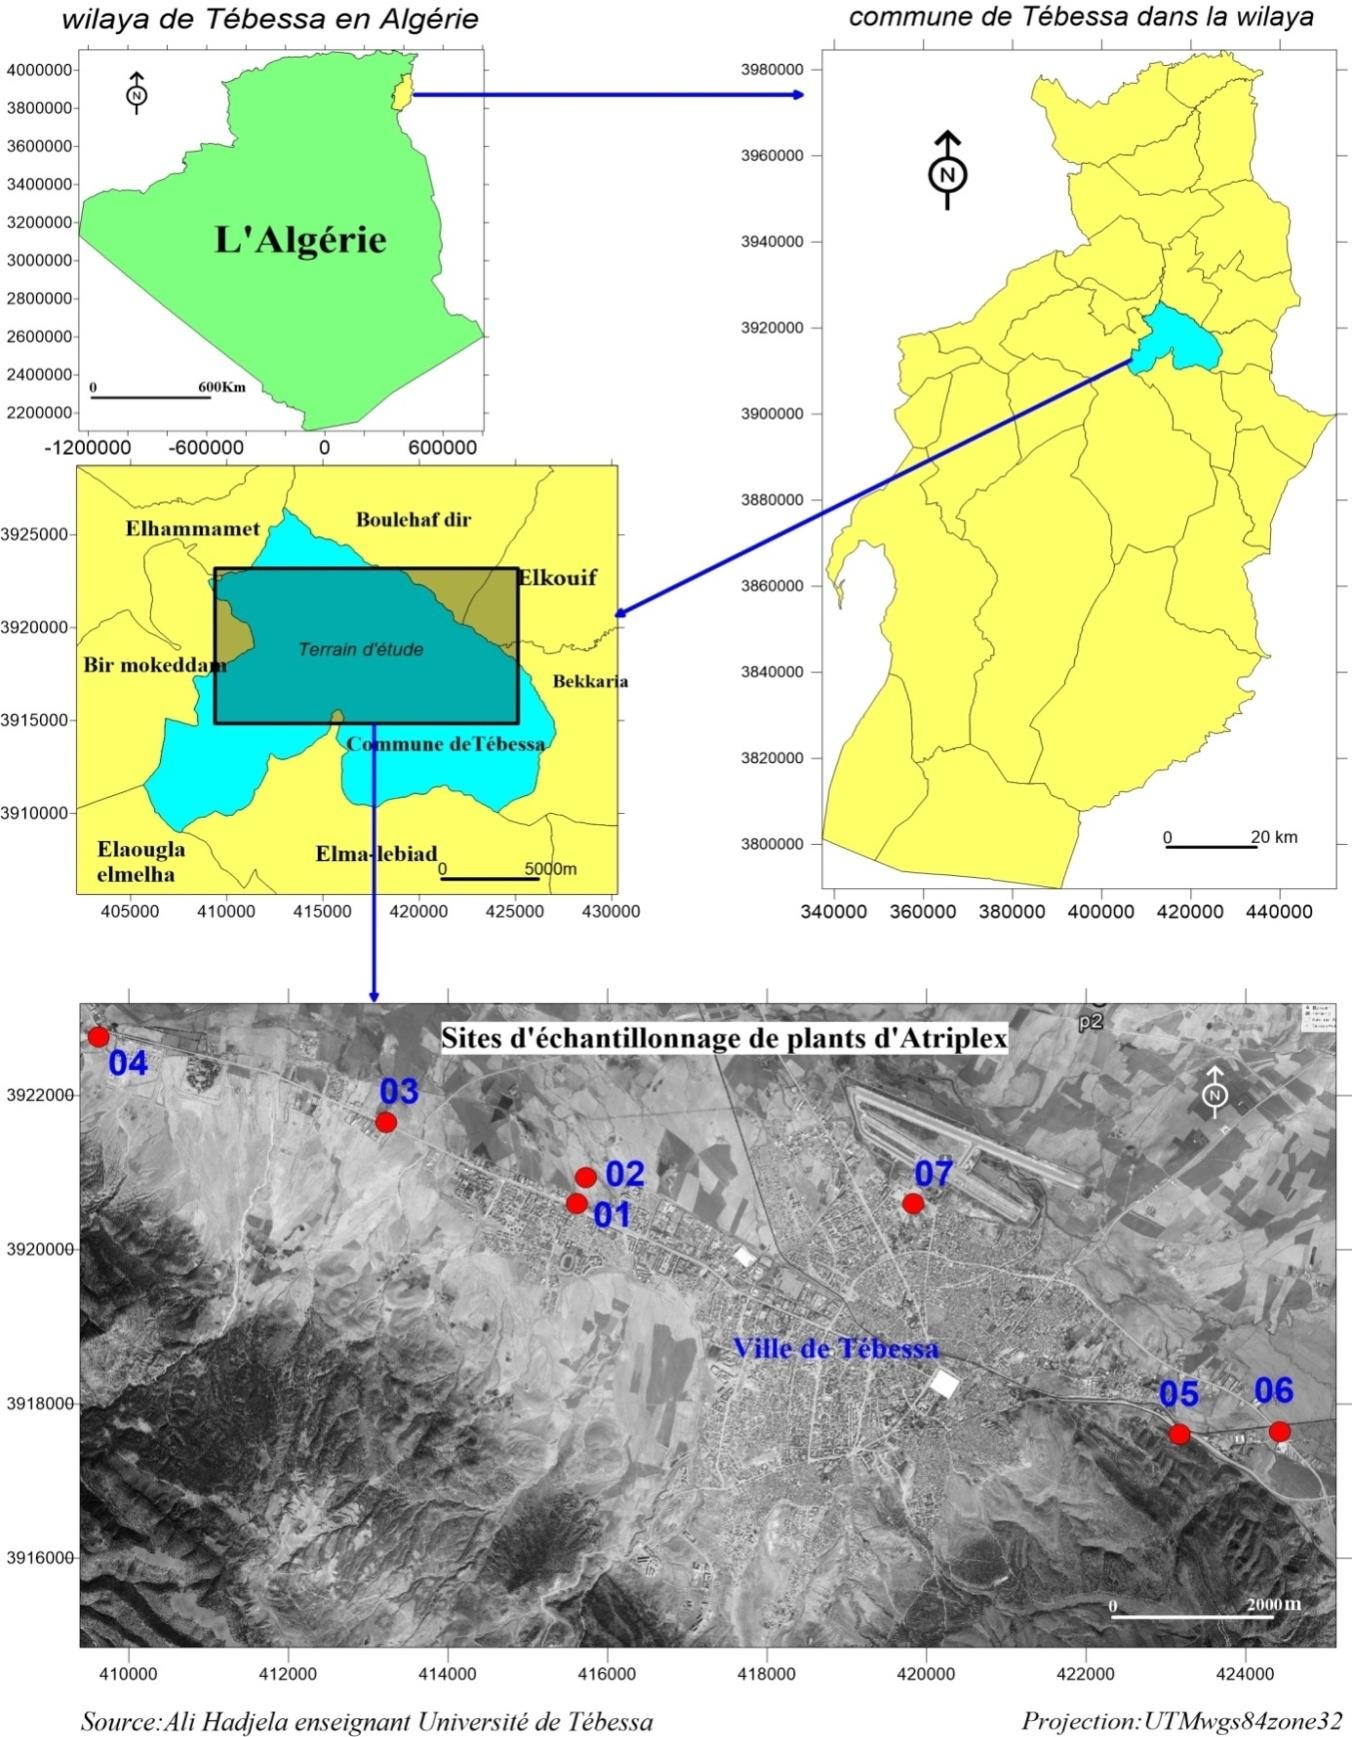 wilaya de Tébessa en Algérie
commune de Tébessa dans la wilaya
4000000
3800000
3600000
3400000
3200000
3000000
2800000
2600000
2400000
2200000
N
L'Algérie
0 600Km
-1200000 -6000000 0 600000
3980000
3960000
3940000
3920000
3900000
3880000
3860000
3840000
3820000
3800000
N
0 20 km
340000 360000 380000 400000 420000 440000
3925000
3920000
3915000
3910000
Elhammamet
Boulehaf dir
Elkouif
Terrain d'étude
Bir mokeddam
Bekkaria
Commune deTébessa
Elaougla
elmelha
Elma-lebiad
0 5000m
405000 410000 415000 420000 425000 430000
Sites d'échantillonnage de plants d'Atriplex
p2
N
04
03
02
01
07
Ville de Tébessa
05
06
3922000
3920000
3918000
3916000
0 2000m
410000 412000 414000 416000 418000 420000 422000 424000
Source:Ali Hadjela enseignant Université de Tébessa
Projection:UTMwgs84zone32